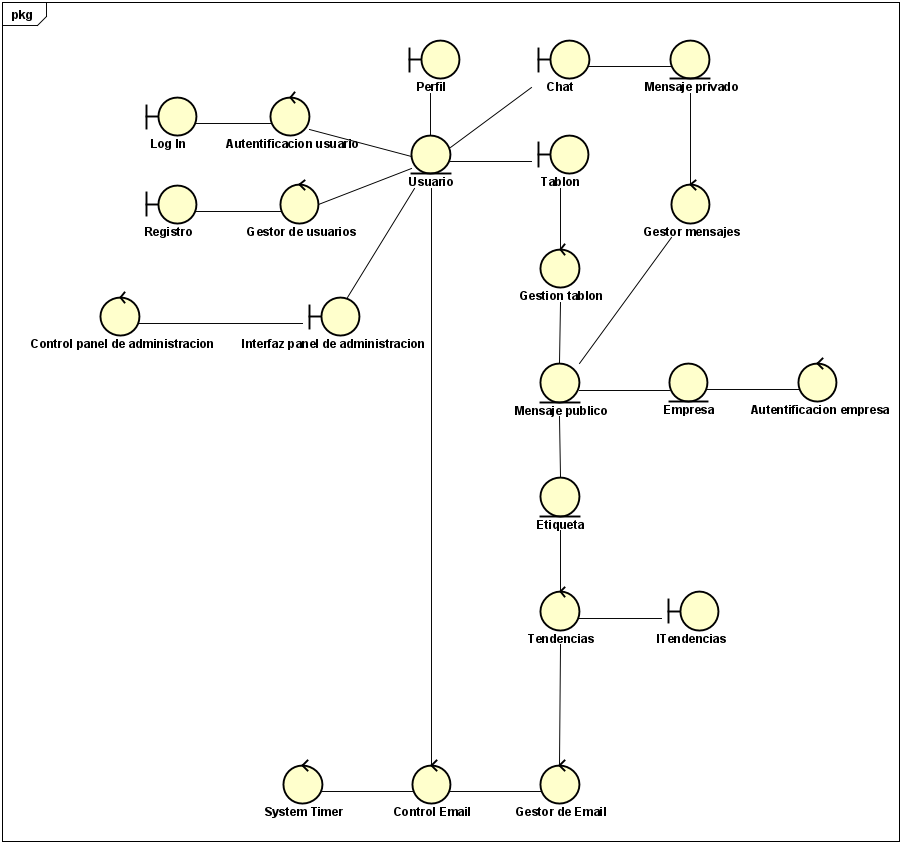 pkg
Perfil
Chat
Mensaje privado
Log In
Autentificacion usuario
Usuario
Tablon
Registro
Gestor de usuarios
Gestor mensajes
Gestion tablon
Control panel de administracion
Interfaz panel de administracion
Mensaje publico
Empresa
Autentificacion empresa
Etiqueta
Tendencias
ITendencias
System Timer
Control Email
Gestor de Email